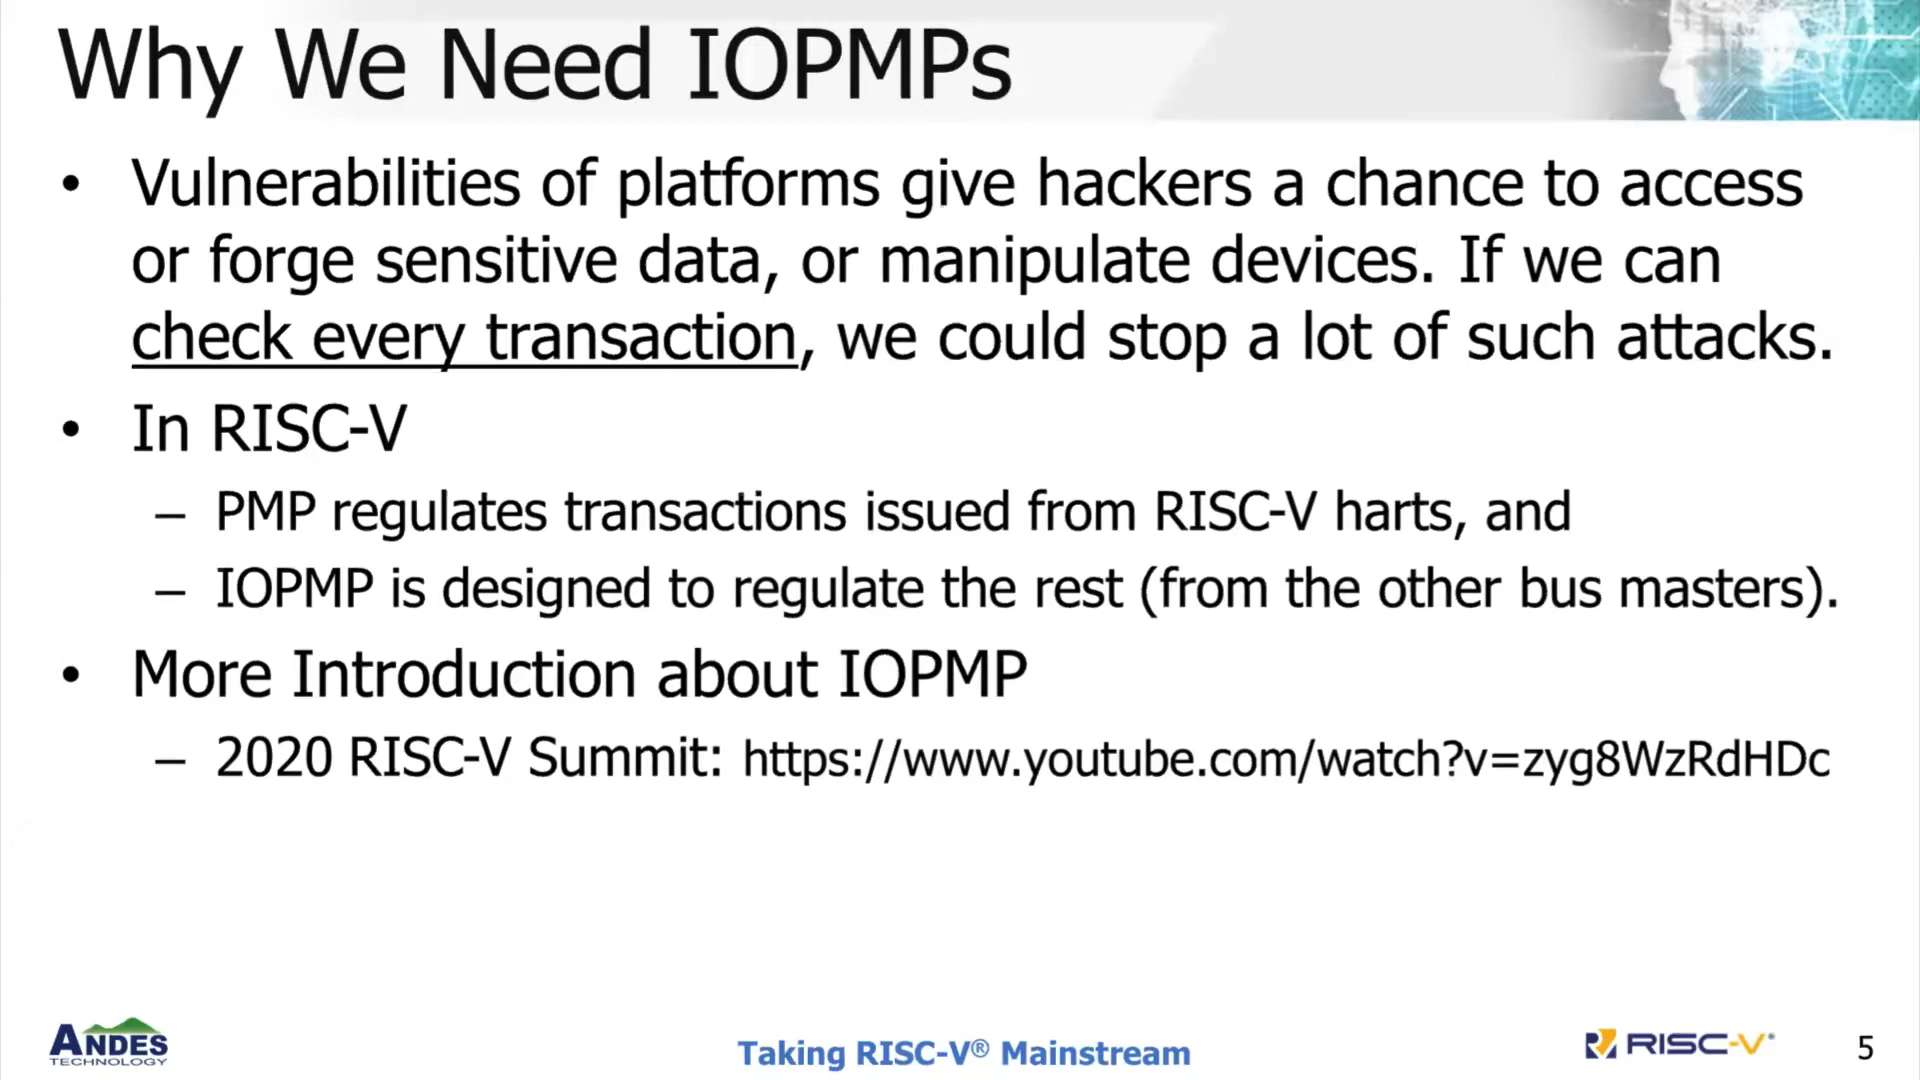 Why We Need IOPMPs
• Vulnerabilities of platforms give hackers a chance to access
or forge sensitive data, or manipulate devices. If we can
check every transaction, we could stop a lot of such attacks.
• In RISC-V
– PMP regulates transactions issued from RISC-V harts, and
– IOPMP is designed to regulate the rest (from the other bus masters).
• More Introduction about IOPMP
– 2020 RISC-V Summit: https://www.youtube.com/watch?v=zyg8WzRdHDc
ANDES
TECHNOLOGY
Taking RISC-V® Mainstream
RISC-V®
5